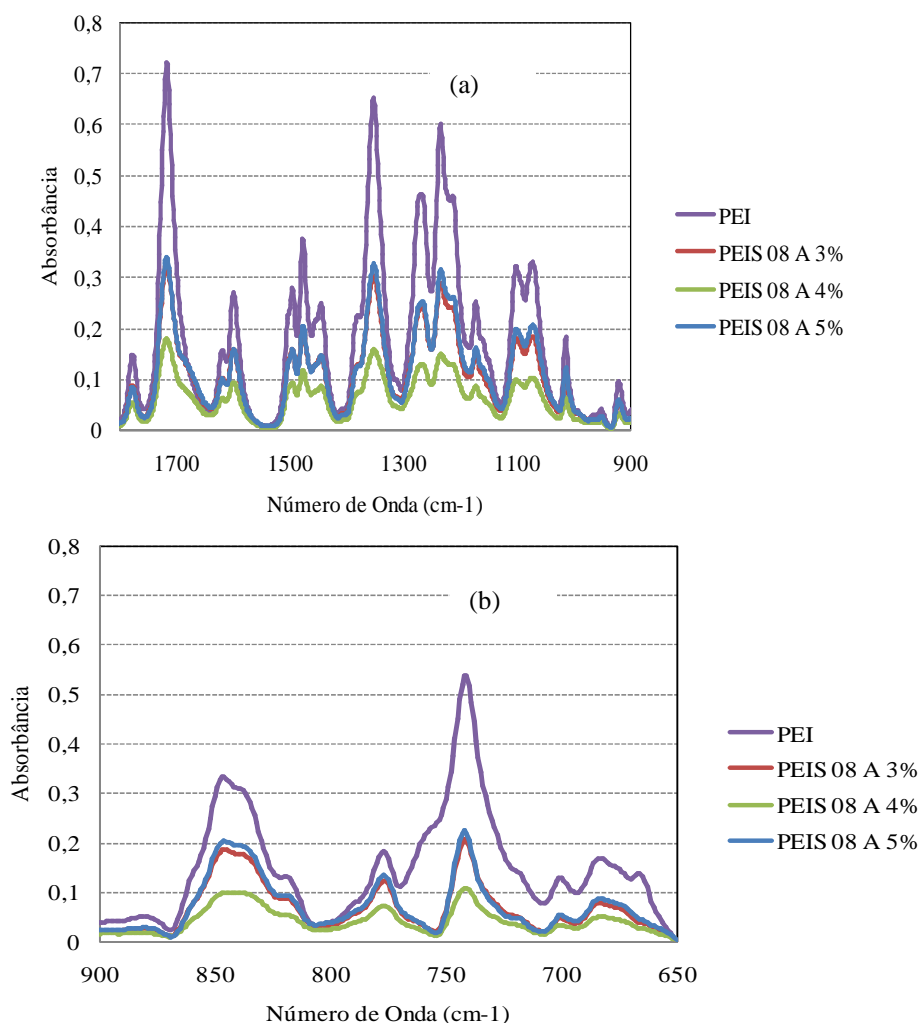 0,8
0,7
0,6
0,5
0,4
0,3
0,2
0,1
0
Absorbância
(a)
1700 1500 1300 1100 900
Número de Onda (cm-1)
PEI
PEIS 08 A 3%
PEIS 08 A 4%
PEIS 08 A 5%
0,8
0,7
0,6
0,5
0,4
0,3
0,2
0,1
0
Absorbância
(b)
900 850 800 750 700 650
Número de Onda (cm-1)
PEI
PEIS 08 A 3%
PEIS 08 A 4%
PEIS 08 A 5%